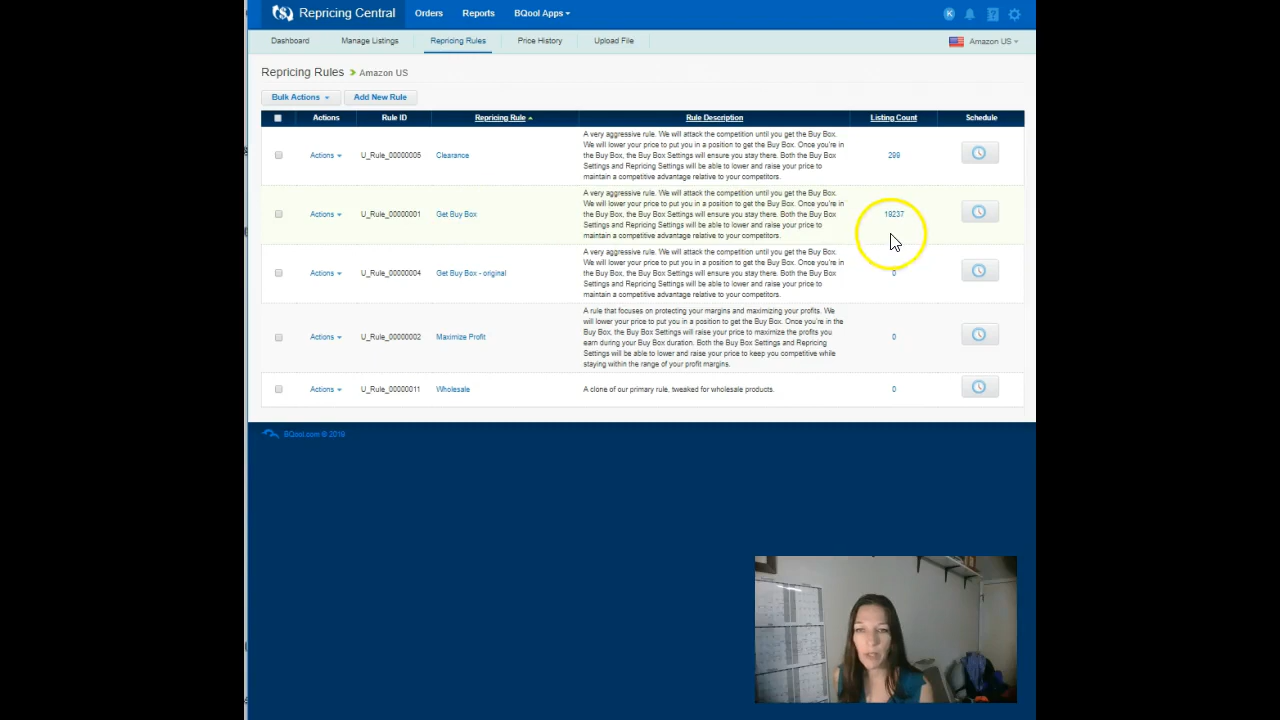 Repricing Central Orders Reports BQool Apps
Dashboard Manage Listings Repricing Rules Price History Upload File Amazon US
Repricing Rules > Amazon US
Bulk Actions Add New Rule
Actions Rule ID Repricing Rule Rule Description Listing Count Schedule
A very aggressive rule. We will attack the competition until you get the Buy Box.
We will lower your price to put you in a position to get the Buy Box. Once you're in
Actions U_Rule_00000005 Clearance the Buy Box, the Buy Box Settings will ensure you stay there. Both the Buy Box 299
Settings and Repricing Settings will be able to lower and raise your price to
maintain a competitive advantage relative to your competitors.
A very aggressive rule. We will attack the competition until you get the Buy Box.
We will lower your price to put you in a position to get the Buy Box. Once you're in
Actions U_Rule_00000001 Get Buy Box the Buy Box, the Buy Box Settings will ensure you stay there. Both the Buy Box 19237
Settings and Repricing Settings will be able to lower and raise your price to
maintain a competitive advantage relative to your competitors.
A very aggressive rule. We will attack the competition until you get the Buy Box.
We will lower your price to put you in a position to get the Buy Box. Once you're in
Actions U_Rule_00000004 Get Buy Box - original the Buy Box, the Buy Box Settings will ensure you stay there. Both the Buy Box 0
Settings and Repricing Settings will be able to lower and raise your price to
maintain a competitive advantage relative to your competitors.
A rule that focuses on protecting your margins and maximizing your profits. We
will lower your price to put you in a position to get the Buy Box. Once you're in the
Actions U_Rule_00000002 Maximize Profit Buy Box, the Buy Box Settings will raise your price to maximize the profits you 0
earn during your Buy Box duration. Both the Buy Box Settings and Repricing
Settings will be able to lower and raise your price to keep you competitive while
staying within the range of your profit margins.
Actions U_Rule_00000011 Wholesale A clone of our primary rule, tweaked for wholesale products. 0
BQool.com © 2019